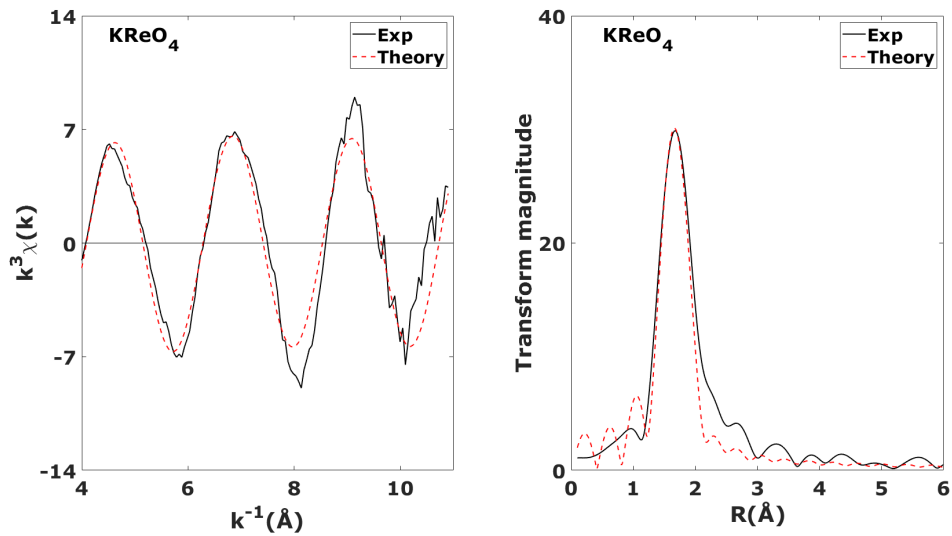 KReO₄
Exp
Theory
14
7
0
-7
-14
4
6
8
10
k³χ(k)
k⁻¹(Å)
KReO₄
Exp
Theory
40
20
0
0
1
2
3
4
5
6
Transform magnitude
R(Å)